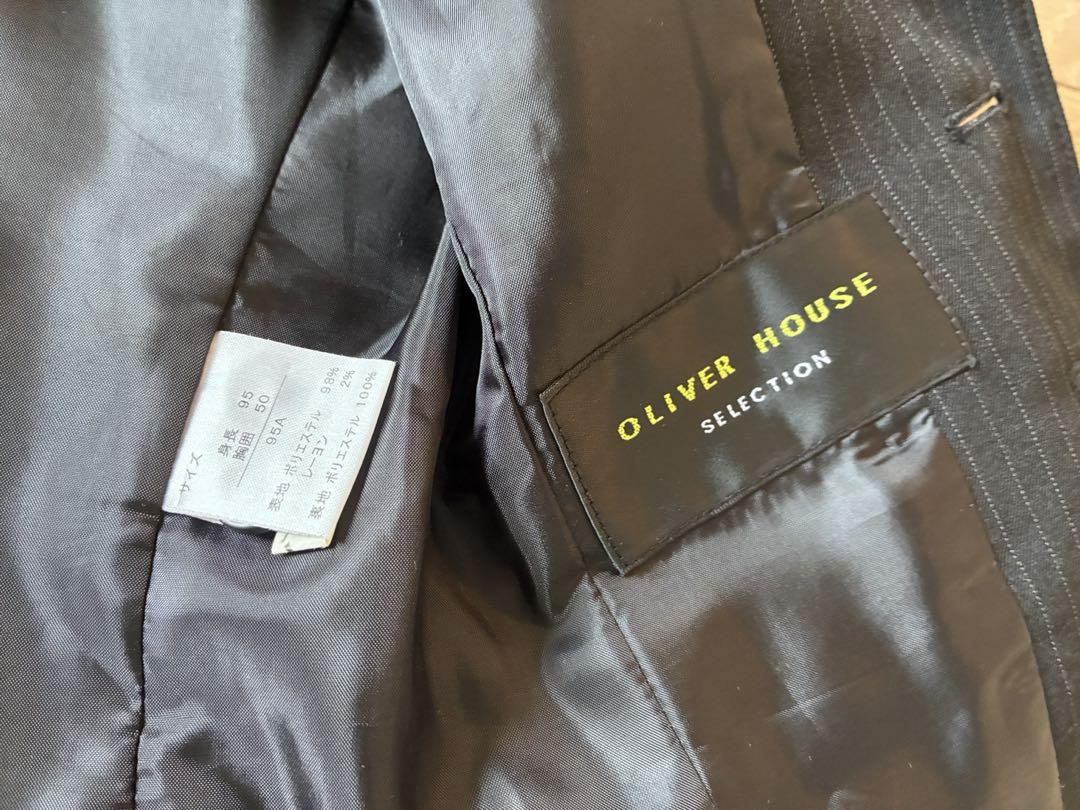 サイズ
身長 95
胸囲 50
95A
表地 ポリエステル 98%
レーヨン 2%
裏地 ポリエステル 100%
OLIVER HOUSE
SELECTION